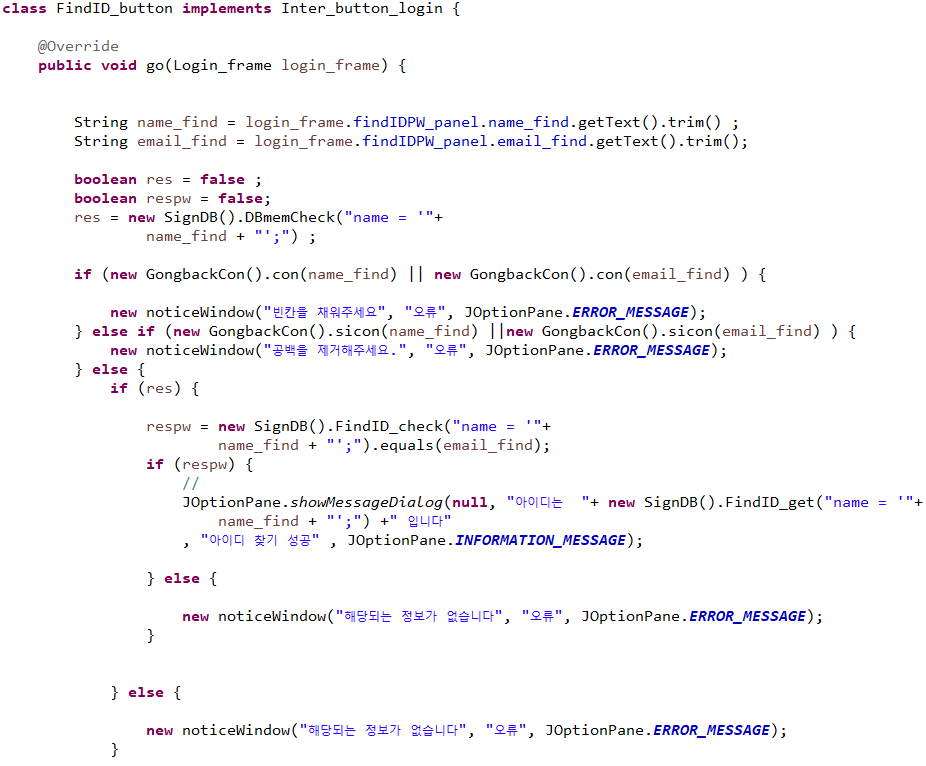 class FindID_button implements Inter_button_login {
@Override
public void go(Login_frame login_frame) {
String name_find = login_frame.findIDPW_panel.name_find.getText().trim() ;
String email_find = login_frame.findIDPW_panel.email_find.getText().trim();
boolean res = false ;
boolean respw = false;
res = new SignDB().DBmemCheck("name = '"+
name_find + "';") ;
if (new GongbackCon().con(name_find) || new GongbackCon().con(email_find) ) {
new noticeWindow("빈칸을 채워주세요", "오류", JOptionPane.ERROR_MESSAGE);
} else if (new GongbackCon().sicon(name_find) ||new GongbackCon().sicon(email_find) ) {
new noticeWindow("공백을 제거해주세요.", "오류", JOptionPane.ERROR_MESSAGE);
} else {
if (res) {
respw = new SignDB().FindID_check("name = '"+
name_find + "';").equals(email_find);
if (respw) {
//
JOptionPane.showMessageDialog(null, "아이디는  "+ new SignDB().FindID_get("name = '"+
name_find + "';") +" 입니다"
, "아이디 찾기 성공" , JOptionPane.INFORMATION_MESSAGE);
} else {
new noticeWindow("해당되는 정보가 없습니다", "오류", JOptionPane.ERROR_MESSAGE);
}
} else {
new noticeWindow("해당되는 정보가 없습니다", "오류", JOptionPane.ERROR_MESSAGE);
}